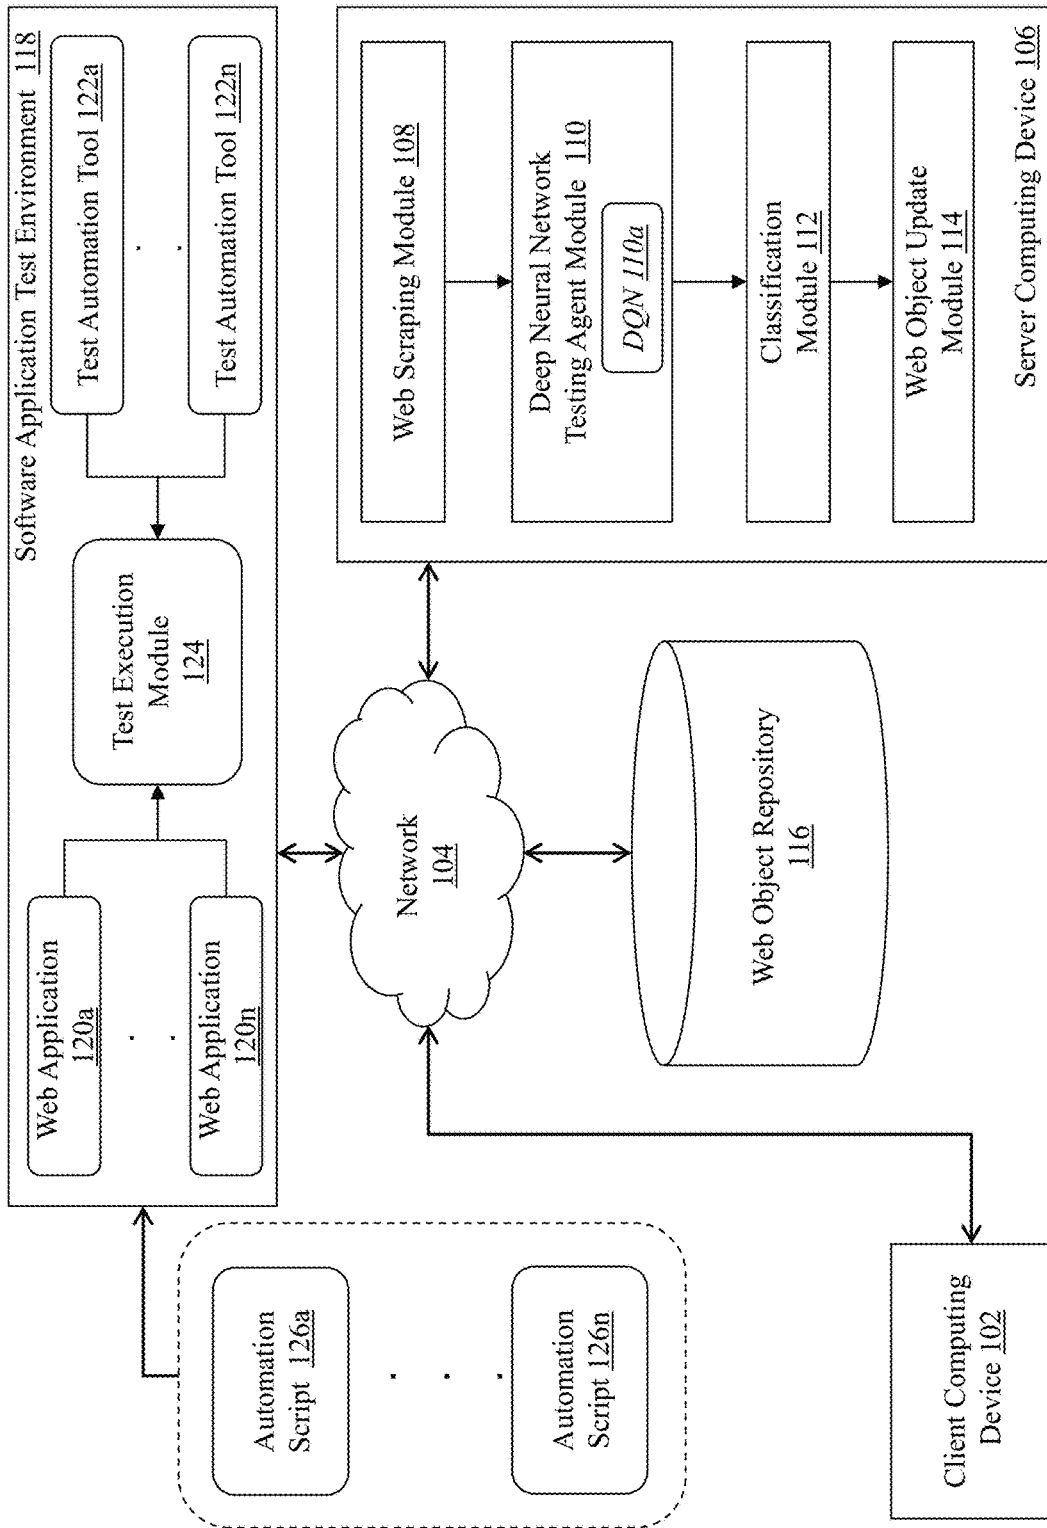 Software Application Test Environment 118
Web Application
120a
Web Application
120n
Test Execution
Module
124
Test Automation Tool 122a
Test Automation Tool 122n
Automation
Script 126a
Automation
Script 126n
Network
104
Web Object Repository
116
Client Computing
Device 102
Web Scraping Module 108
Deep Neural Network
Testing Agent Module 110
DQN 110a
Classification
Module 112
Web Object Update
Module 114
Server Computing Device 106